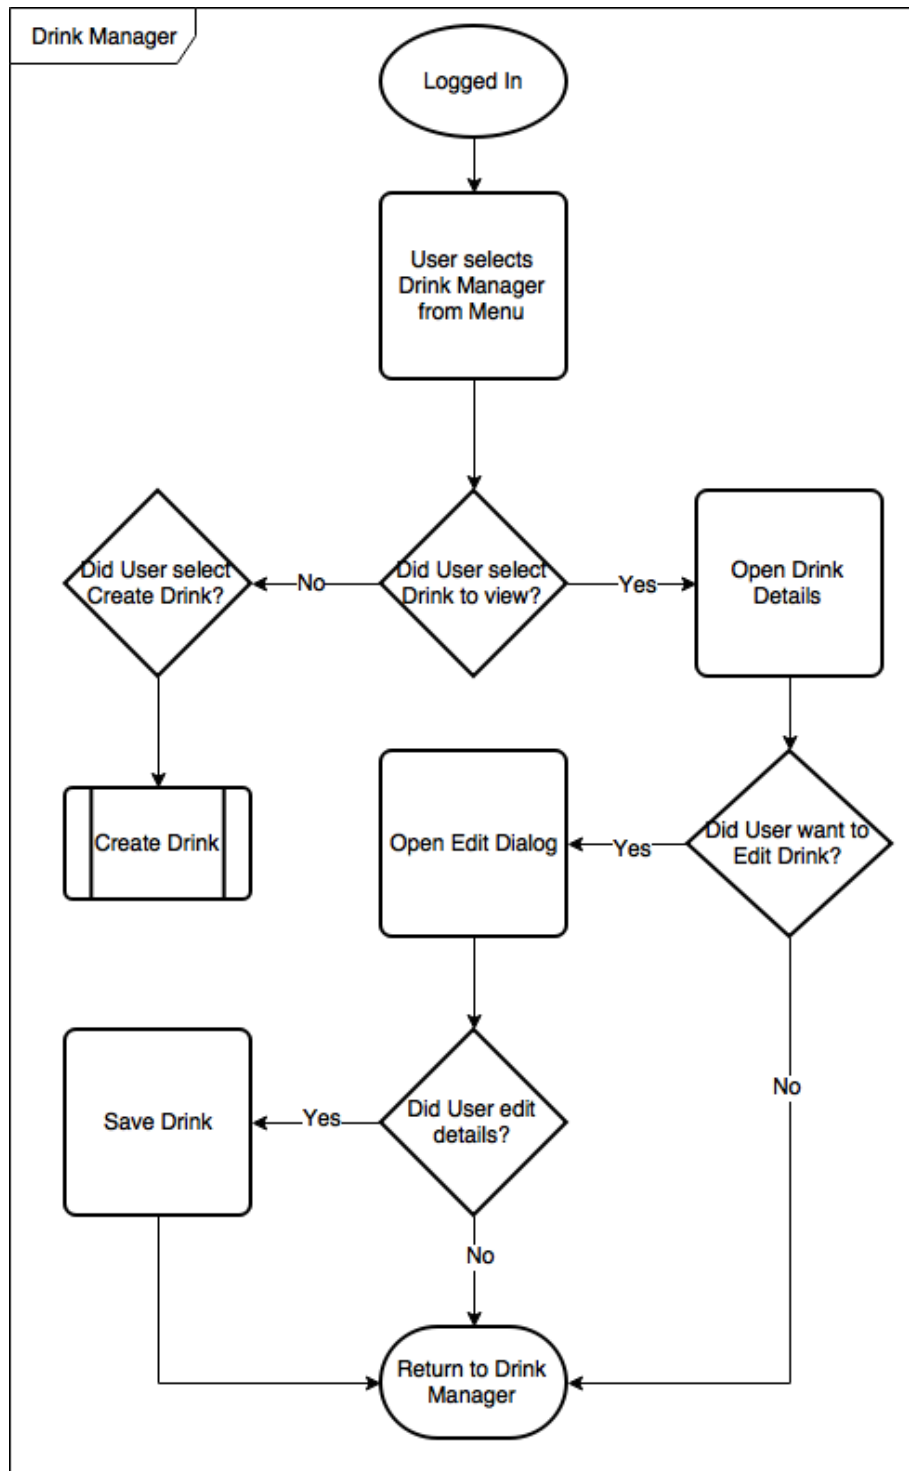 Drink Manager
Logged In
User selects
Drink Manager
from Menu
Did User select
Create Drink?
No
Did User select
Drink to view?
Yes
Open Drink
Details
Create Drink
Open Edit Dialog
Yes
Did User want to
Edit Drink?
Save Drink
Yes
Did User edit
details?
No
No
Return to Drink
Manager